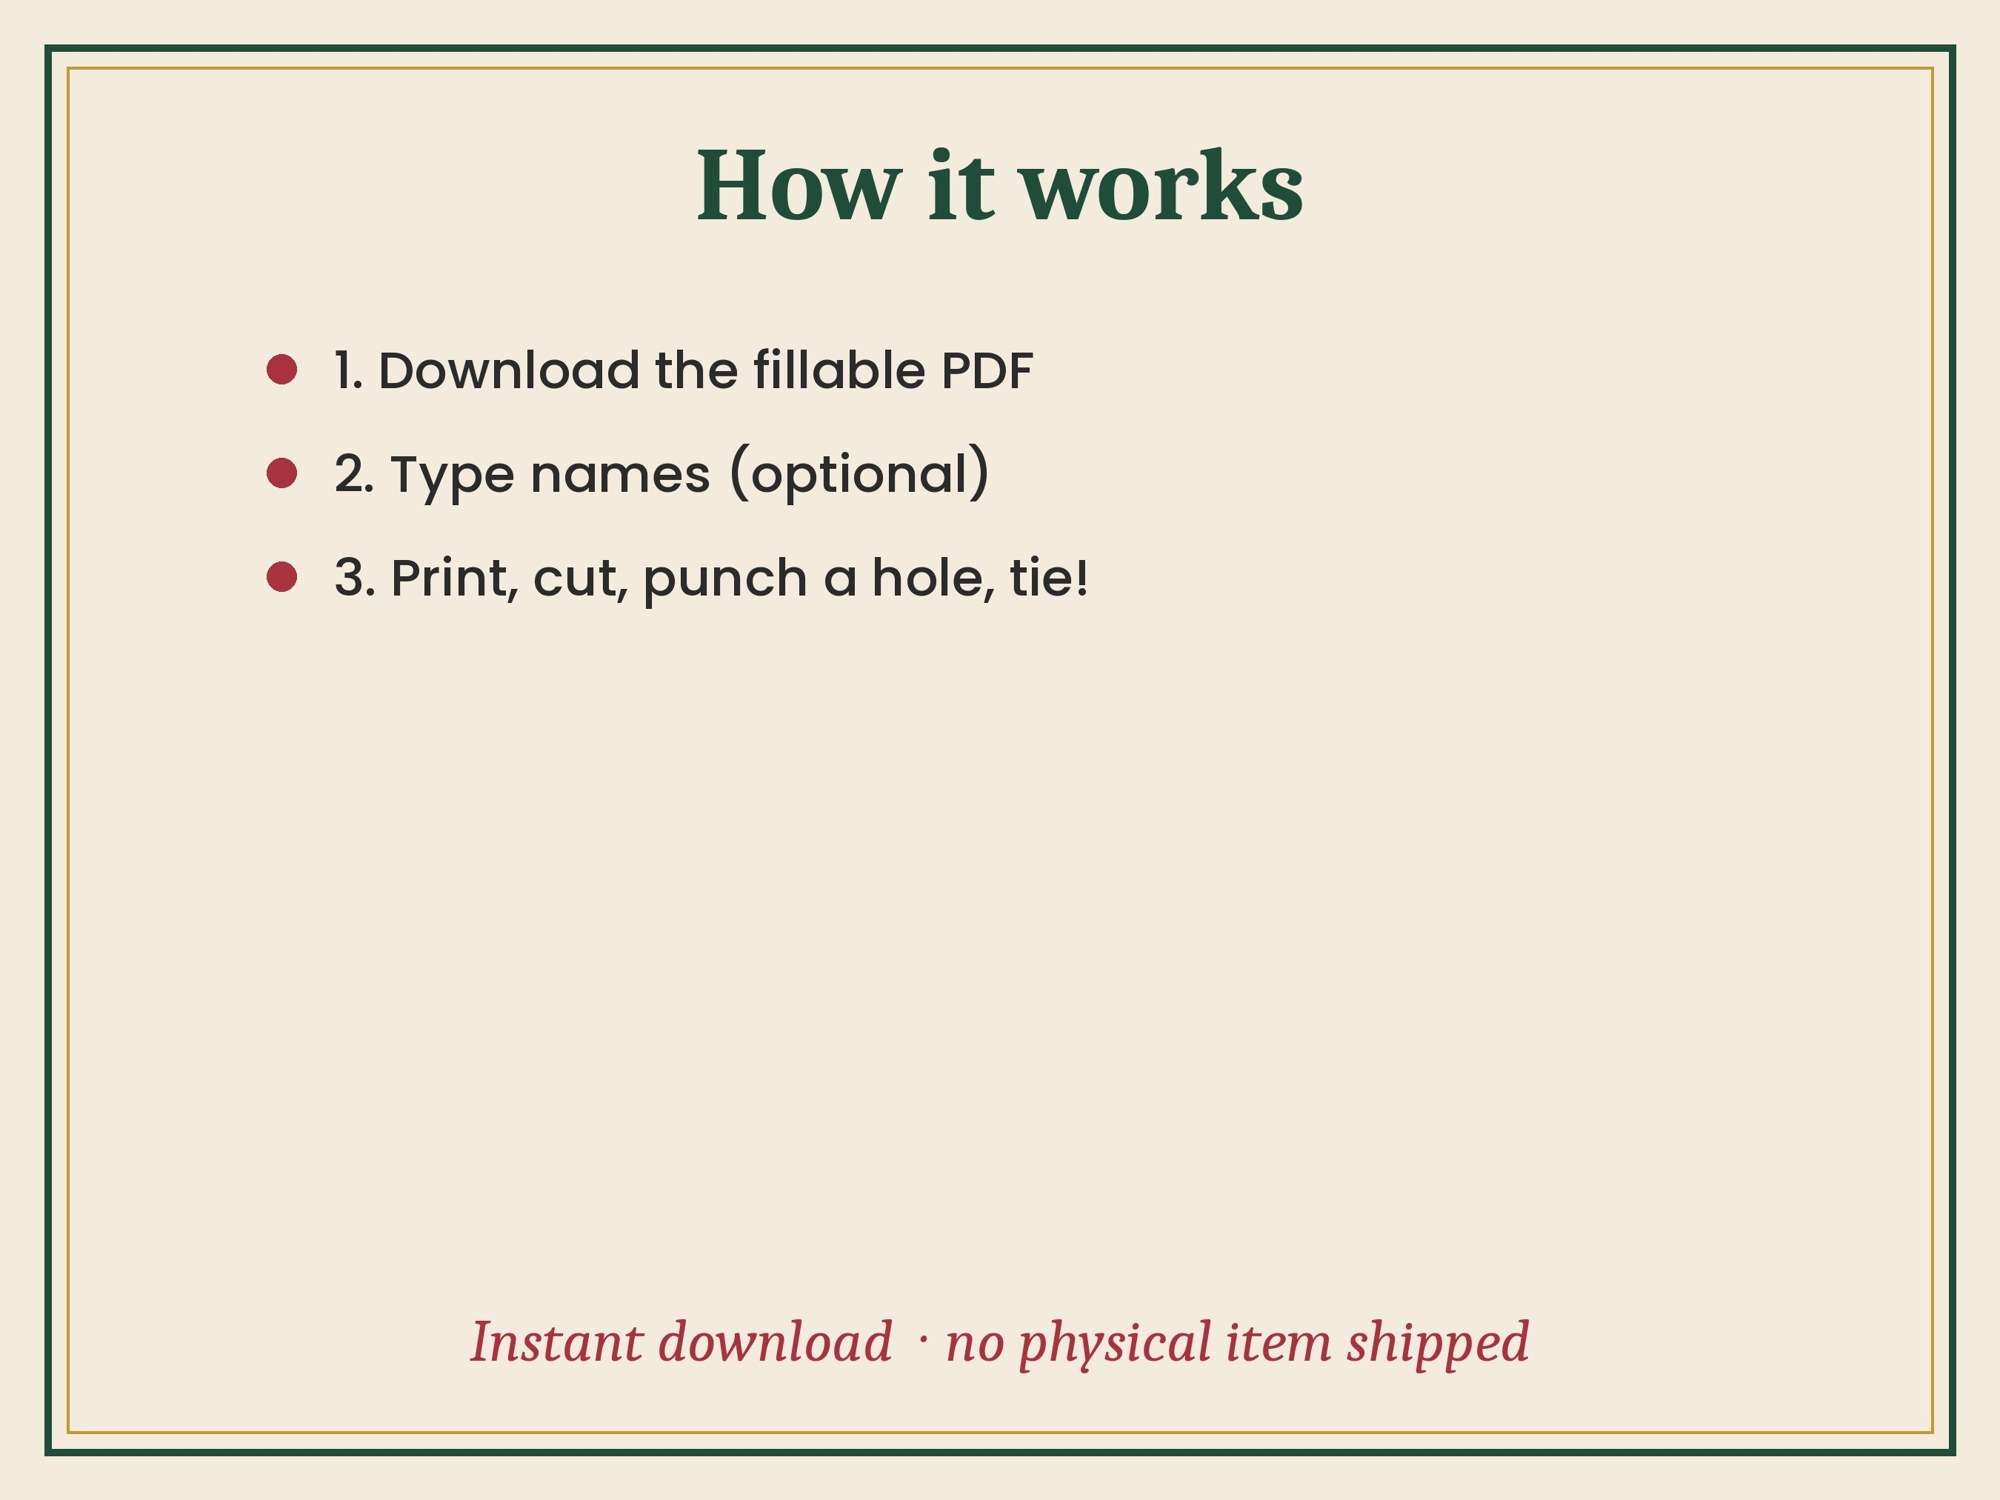 How it works
1. Download the fillable PDF
2. Type names (optional)
3. Print, cut, punch a hole, tie!
Instant download · no physical item shipped